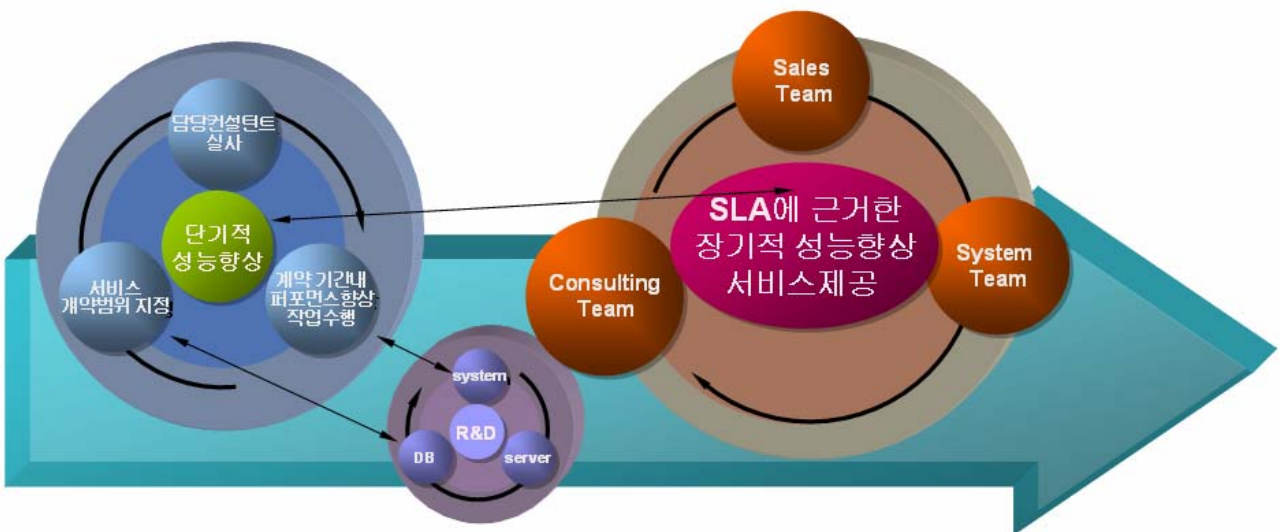 담당컨설턴트
실사
단기적
성능향상
서비스
개약범위 지정
계약 기간내
퍼포먼스향상
작업수행
system
R&D
DB
server
Sales
Team
SLA에 근거한
장기적 성능향상
서비스제공
System
Team
Consulting
Team